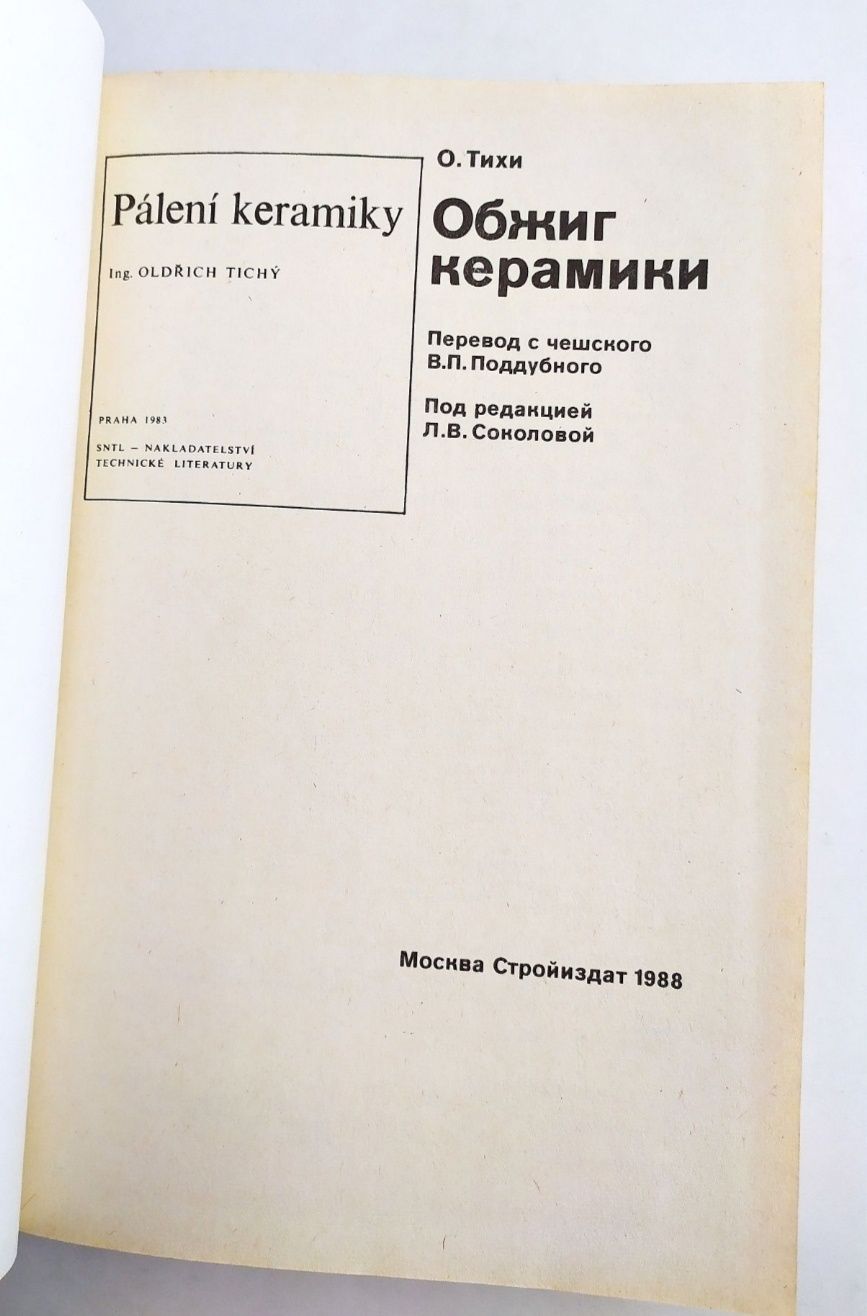 Pálení keramiky
Ing. OLDŘICH TICHÝ
PRAHA 1983
SNTL – NAKLADATELSTVÍ
TECHNICKÉ LITERATURY
О. Тихи
Обжиг
керамики
Перевод с чешского
В.П. Поддубного
Под редакцией
Л.В. Соколовой
Москва Стройиздат 1988